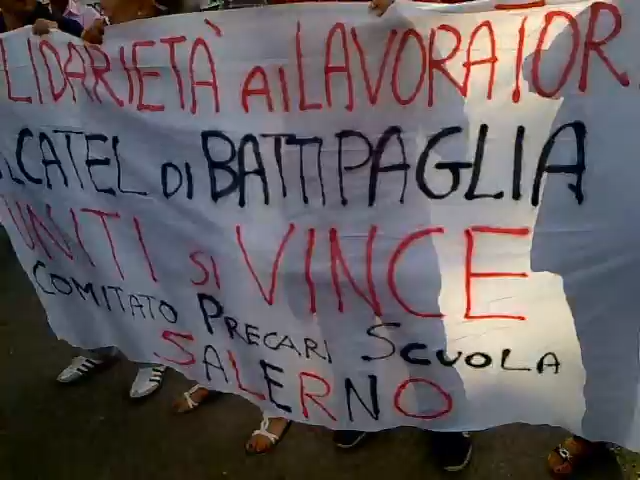 LIDARIETÀ AI LAVORATOR
LCATEL DI BATTIPAGLIA
UNITI SI VINCE
COMITATO PRECARI SCUOLA
SALERNO